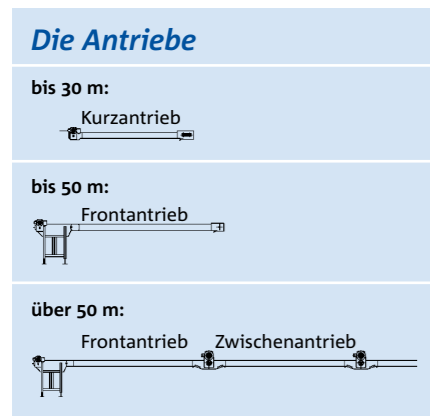 Die Antriebe
bis 30 m:
Kurzantrieb
bis 50 m:
Frontantrieb
über 50 m:
Frontantrieb Zwischenantrieb